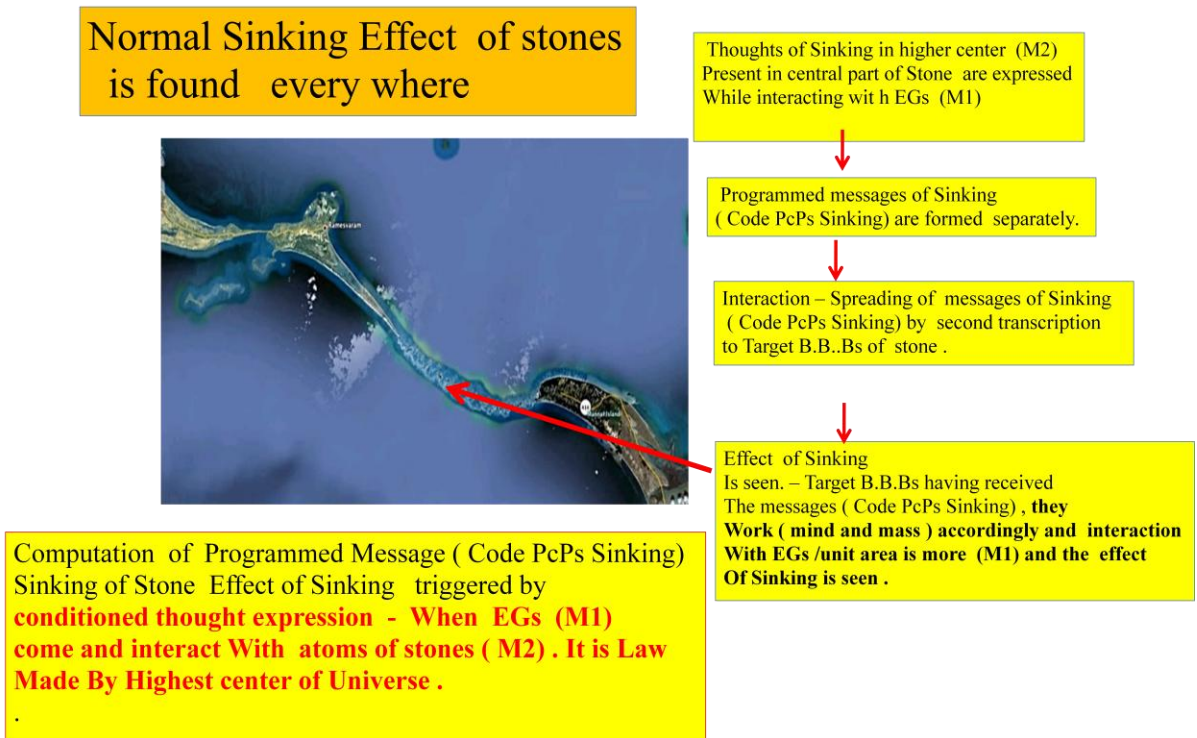 Normal Sinking Effect of stones
is found every where
Thoughts of Sinking in higher center (M2)
Present in central part of Stone are expressed
While interacting wit h EGs (M1)
Programmed messages of Sinking
( Code PcPs Sinking) are formed separately.
Interaction – Spreading of messages of Sinking
( Code PcPs Sinking) by second transcription
to Target B.B..Bs of stone .
Effect of Sinking
Is seen. – Target B.B.Bs having received
The messages ( Code PcPs Sinking) , they
Work ( mind and mass ) accordingly and interaction
With EGs /unit area is more (M1) and the effect
Of Sinking is seen .
Rameswaram
Computation of Programmed Message ( Code PcPs Sinking)
Sinking of Stone Effect of Sinking triggered by
conditioned thought expression - When EGs (M1)
come and interact With atoms of stones ( M2) . It is Law
Made By Highest center of Universe .
.